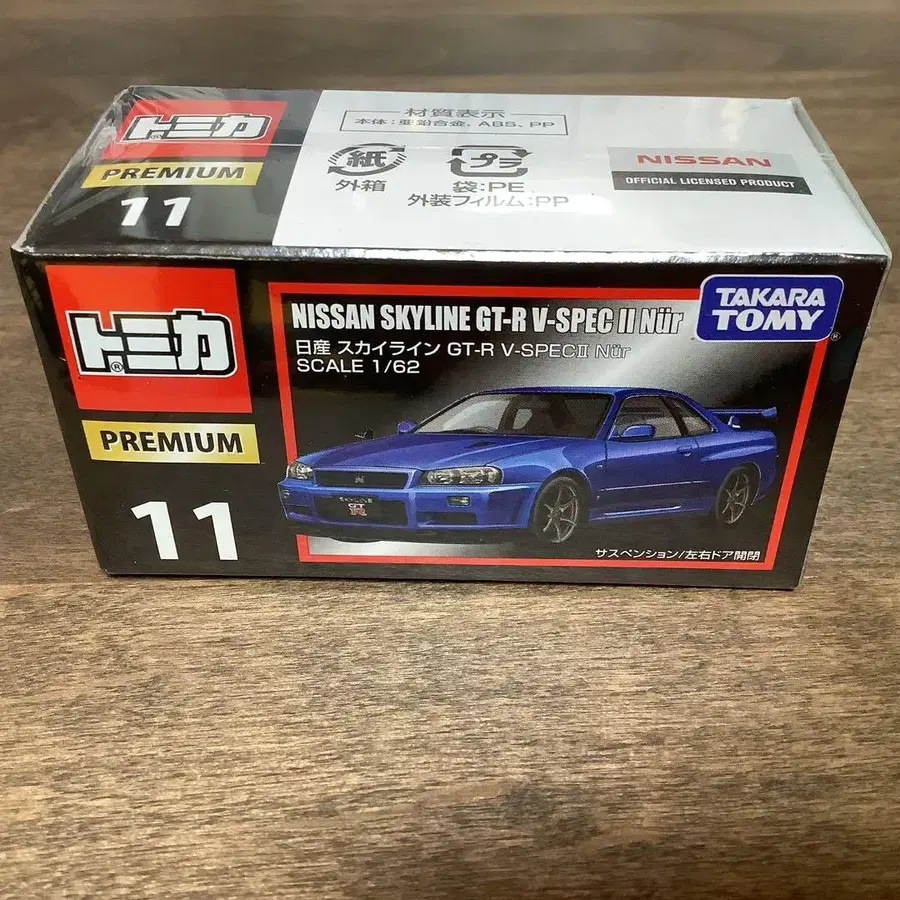 トミカ
PREMIUM
11
材質表示
本体:亜鉛合金、ABS、PP
紙
外箱
プラ
袋:PE
外装フィルム:PP
NISSAN
OFFICIAL LICENSED PRODUCT
トミカ®
PREMIUM
11
NISSAN SKYLINE GT-R V-SPEC II Nür
日産 スカイライン GT-R V-SPECII Nür
SCALE 1/62
TAKARA
TOMY®
SKYLINE
GT
R
サスペンション/左右ドア開閉